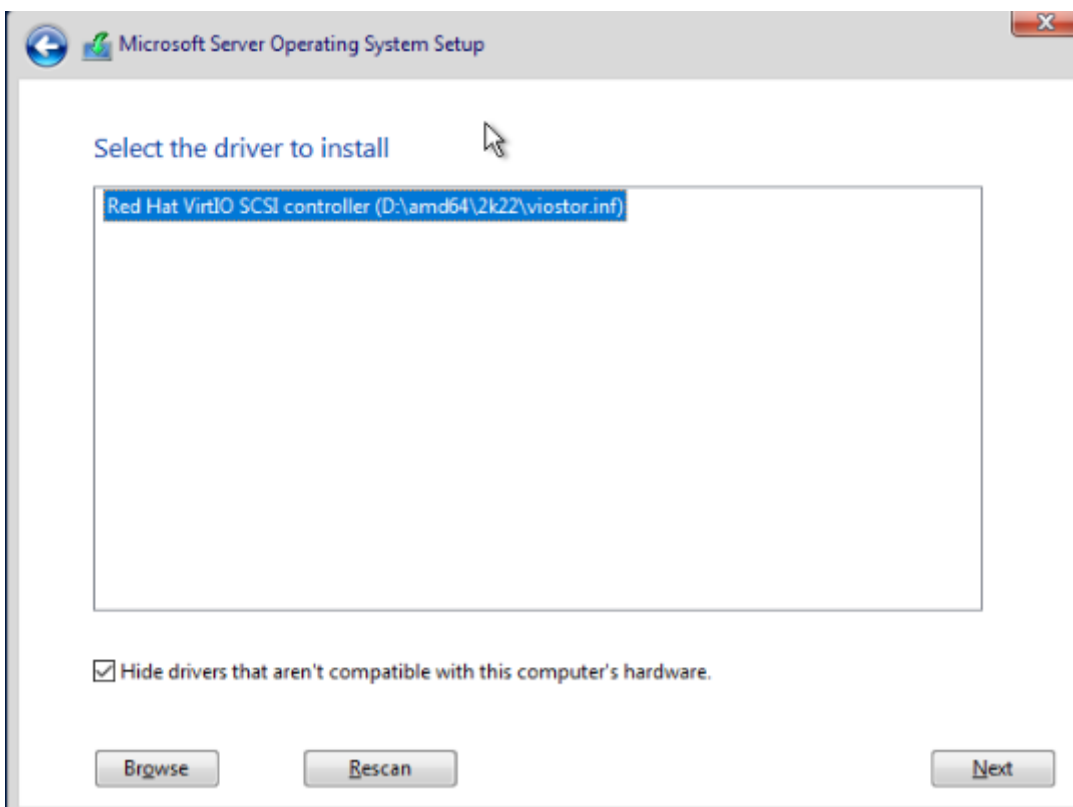 Microsoft Server Operating System Setup
Select the driver to install
Red Hat VirtIO SCSI controller (D:\amd64\2k22\viostor.inf)
Hide drivers that aren't compatible with this computer's hardware.
Browse Rescan Next